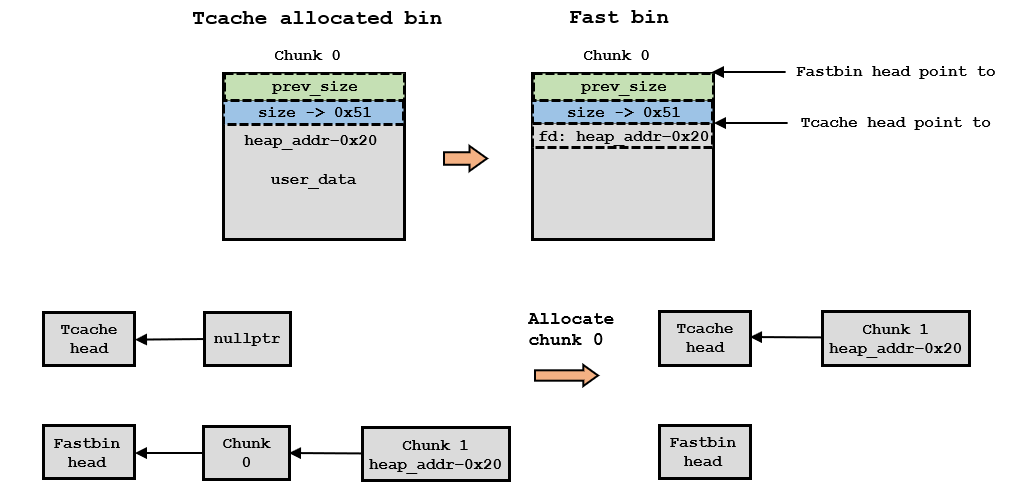 Tcache allocated bin
Fast bin
Chunk 0
Chunk 0
prev_size
size -> 0x51
heap_addr-0x20
user_data
prev_size
size -> 0x51
fd: heap_addr-0x20
Fastbin head point to
Tcache head point to
Tcache
head
nullptr
Fastbin
head
Chunk
0
Chunk 1
heap_addr-0x20
Allocate
chunk 0
Tcache
head
Chunk 1
heap_addr-0x20
Fastbin
head